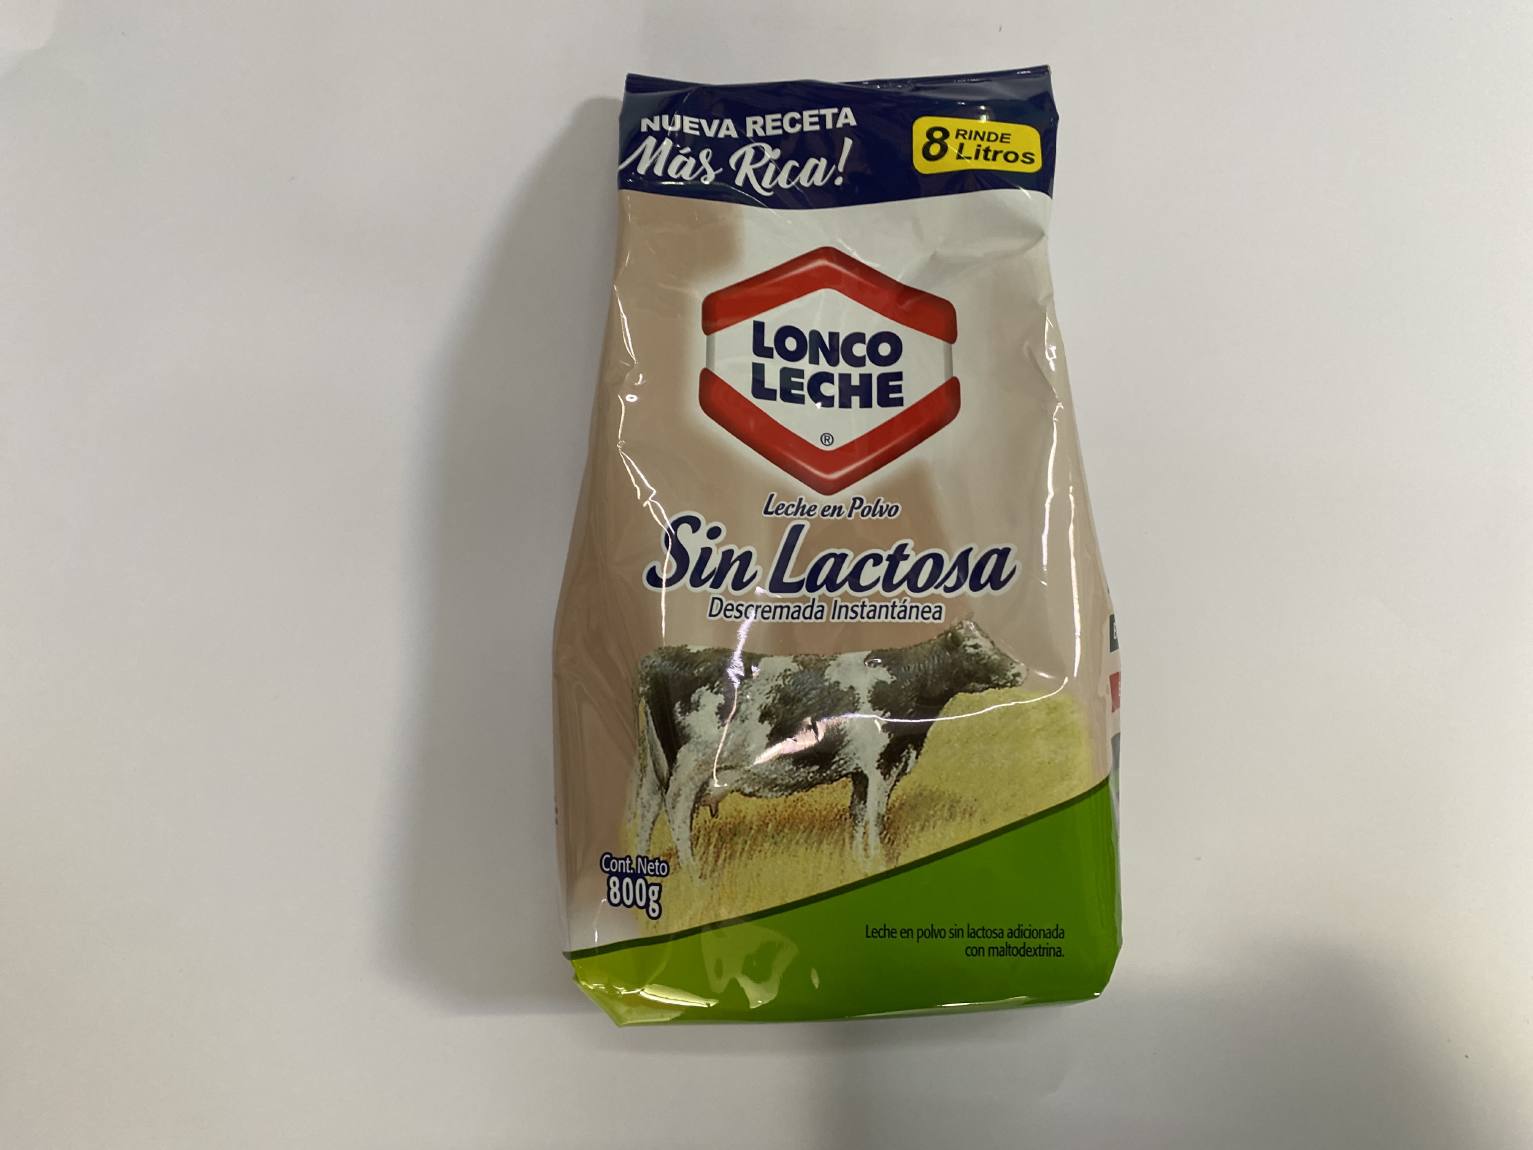 NUEVA RECETA
Más Rica!
8 RINDE
Litros
LONCO
LECHE
®
Leche en Polvo
Sin Lactosa
Descremada Instantánea
Cont. Neto
800g
Leche en polvo sin lactosa adicionada
con maltodextrina.